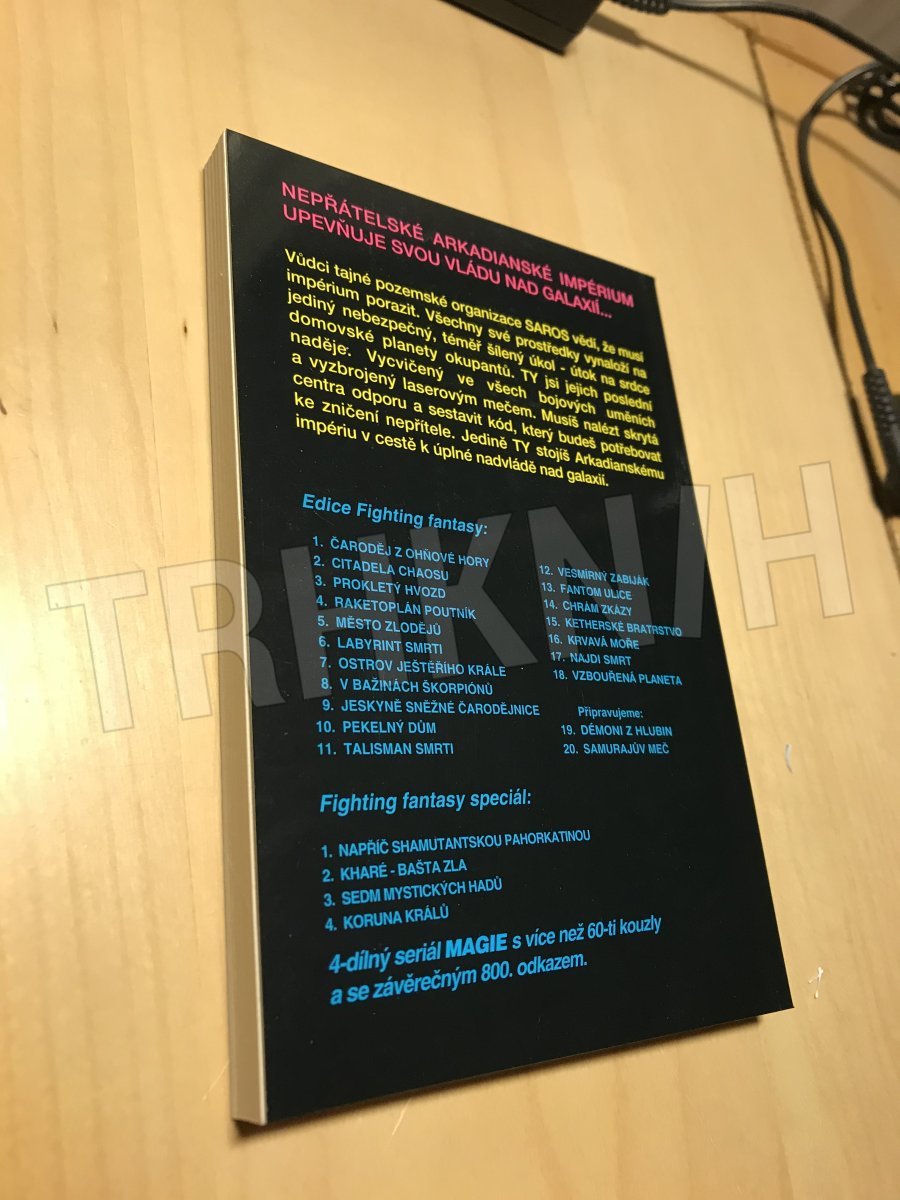 NEPŘÁTELSKÉ ARKADIANSKÉ IMPÉRIUM
UPEVŇUJE SVOU VLÁDU NAD GALAXIÍ...
Vůdci tajné pozemské organizace SAROS vědí, že musí
impérium porazit. Všechny své prostředky vynaloží na
jediný nebezpečný, téměř šílený úkol - útok na srdce
domovské planety okupantů. TY jsi jejich poslední
naděje. Vycvičený ve všech bojových uměních
a vyzbrojený laserovým mečem. Musíš nalézt skrytá
centra odporu a sestavit kód, který budeš potřebovat
ke zničení nepřítele. Jedině TY stojíš Arkadianskému
impériu v cestě k úplné nadvládě nad galaxií.
Edice Fighting fantasy:
1. ČARODĚJ Z OHŇOVÉ HORY
2. CITADELA CHAOSU
3. PROKLETÝ HVOZD
4. RAKETOPLÁN POUTNÍK
5. MĚSTO ZLODĚJŮ
6. LABYRINT SMRTI
7. OSTROV JEŠTĚŘÍHO KRÁLE
8. V BAŽINÁCH ŠKORPIÓNŮ
9. JESKYNĚ SNĚŽNÉ ČARODĚJNICE
10. PEKELNÝ DŮM
11. TALISMAN SMRTI
12. VESMÍRNÝ ZABIJÁK
13. FANTOM ULICE
14. CHRÁM ZKÁZY
15. KETHERSKÉ BRATRSTVO
16. KRVAVÁ MOŘE
17. NAJDI SMRT
18. VZBOUŘENÁ PLANETA
Připravujeme:
19. DÉMONI Z HLUBIN
20. SAMURAJŮV MEČ
Fighting fantasy speciál:
1. NAPŘÍČ SHAMUTANTSKOU PAHORKATINOU
2. KHARÉ - BAŠTA ZLA
3. SEDM MYSTICKÝCH HADŮ
4. KORUNA KRÁLŮ
4-dílný seriál MAGIE s více než 60-ti kouzly
a se závěrečným 800. odkazem.
TRHKNI/H